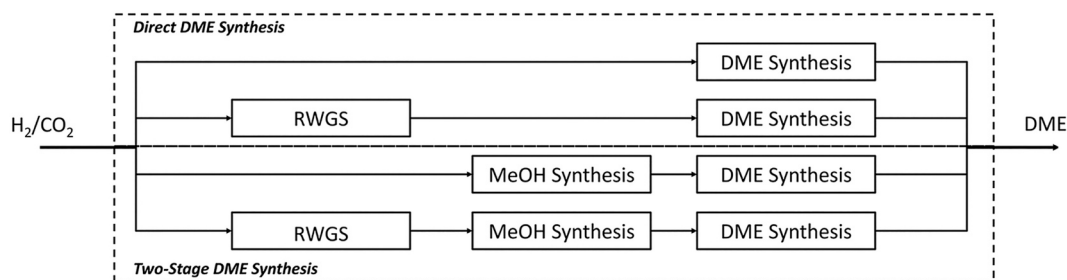 Direct DME Synthesis
DME Synthesis
RWGS
DME Synthesis
H₂/CO₂
DME
MeOH Synthesis
DME Synthesis
RWGS
MeOH Synthesis
DME Synthesis
Two-Stage DME Synthesis